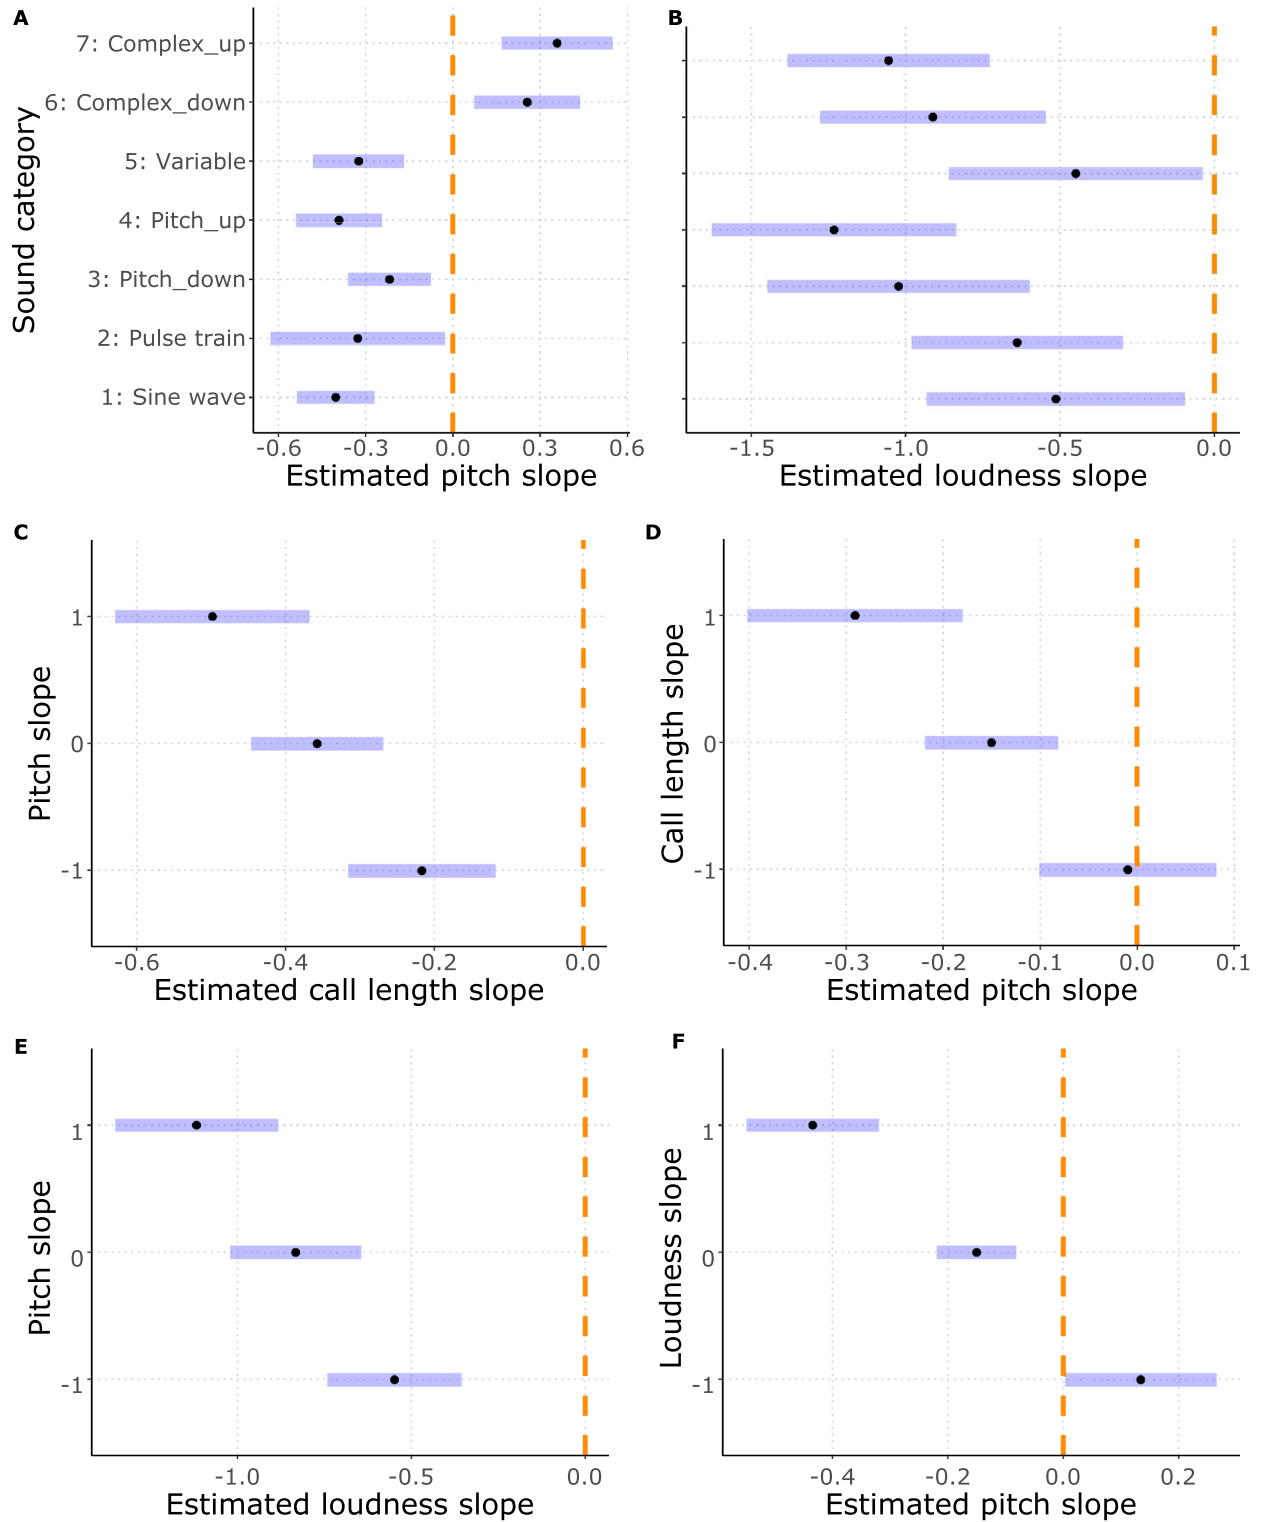 A
B
Sound category
7: Complex_up
6: Complex_down
5: Variable
4: Pitch_up
3: Pitch_down
2: Pulse train
1: Sine wave
-0.6 -0.3 0.0 0.3 0.6
Estimated pitch slope
-1.5 -1.0 -0.5 0.0
Estimated loudness slope
C
Pitch slope
1
0
-1
-0.6 -0.4 -0.2 0.0
Estimated call length slope
D
Call length slope
1
0
-1
-0.4 -0.3 -0.2 -0.1 0.0 0.1
Estimated pitch slope
E
Pitch slope
1
0
-1
-1.0 -0.5 0.0
Estimated loudness slope
F
Loudness slope
1
0
-1
-0.4 -0.2 0.0 0.2
Estimated pitch slope